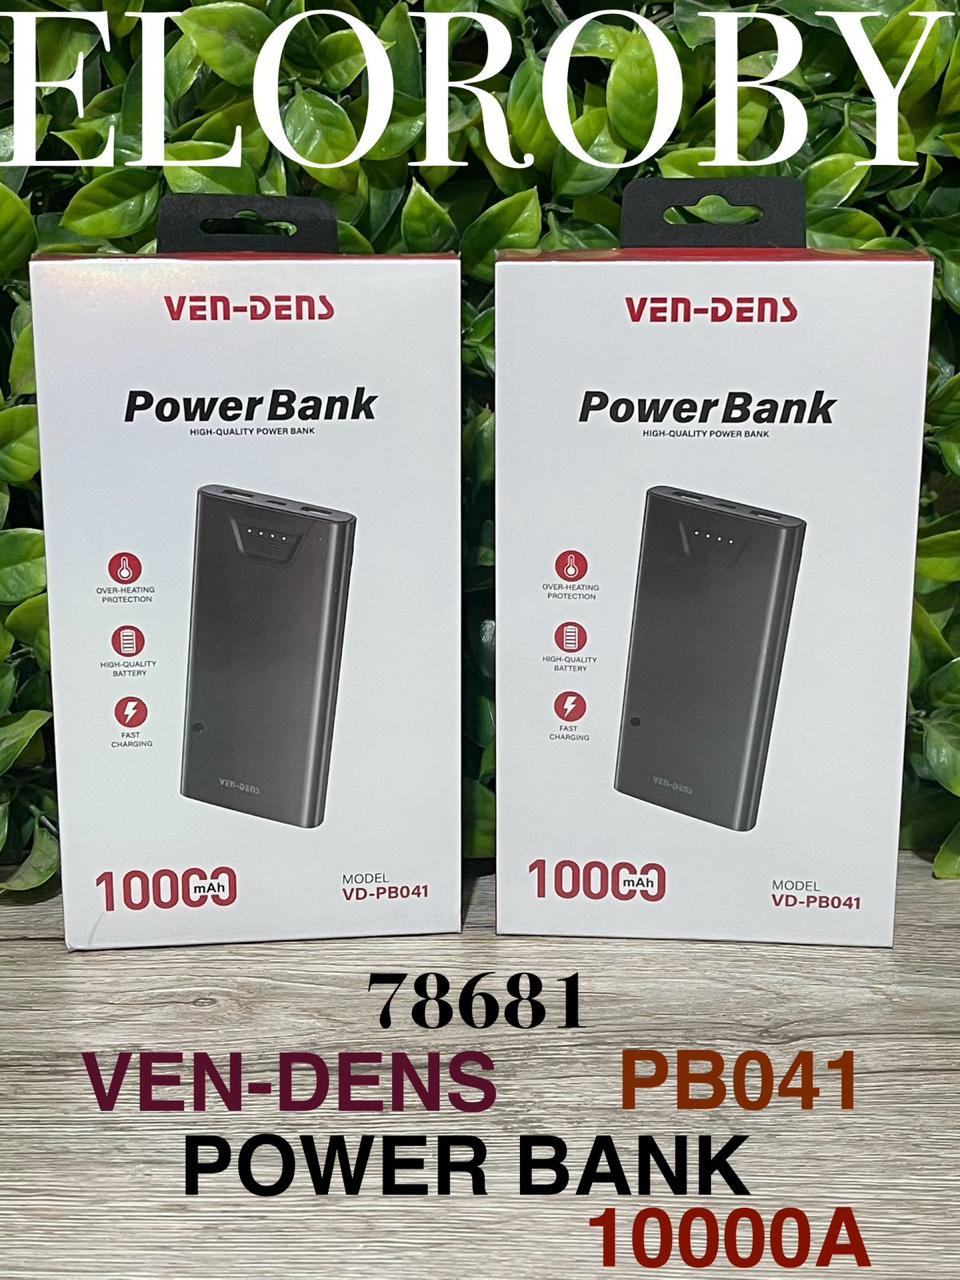 ELOROBY
VEN-DENS
PowerBank
HIGH-QUALITY POWER BANK
OVER-HEATING
PROTECTION
HIGH-QUALITY
BATTERY
FAST
CHARGING
VEN-DENS
10000 mAh
MODEL
VD-PB041
VEN-DENS
PowerBank
HIGH-QUALITY POWER BANK
OVER-HEATING
PROTECTION
HIGH-QUALITY
BATTERY
FAST
CHARGING
VEN-DENS
10000 mAh
MODEL
VD-PB041
78681
VEN-DENS PB041
POWER BANK
10000A